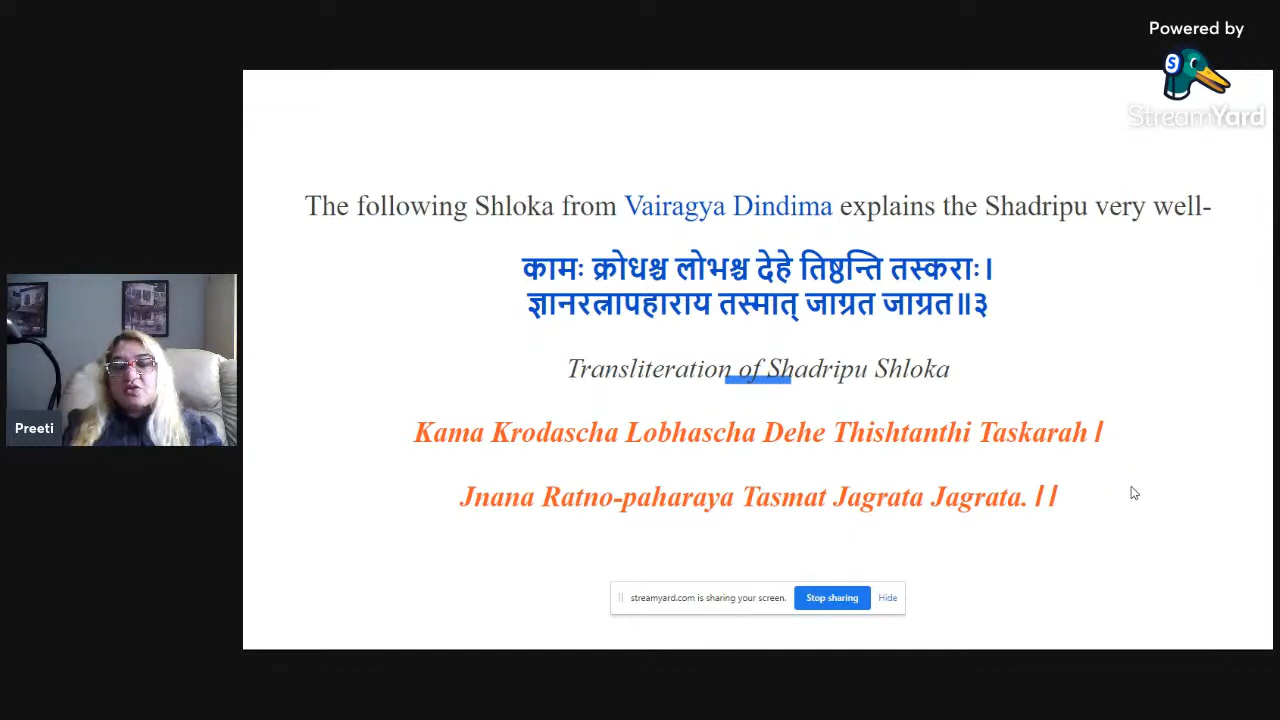 Powered by
StreamYard
The following Shloka from Vairagya Dindima explains the Shadripu very well-
कामः क्रोधश्च लोभश्च देहे तिष्ठन्ति तस्कराः।
ज्ञानरत्नापहाराय तस्मात् जाग्रत जाग्रत॥३
Transliteration of Shadripu Shloka
Kama Krodascha Lobhascha Dehe Thishtanthi Taskarah।
Jnana Ratno-paharaya Tasmat Jagrata Jagrata.।।
Preeti
streamyard.com is sharing your screen. Stop sharing Hide